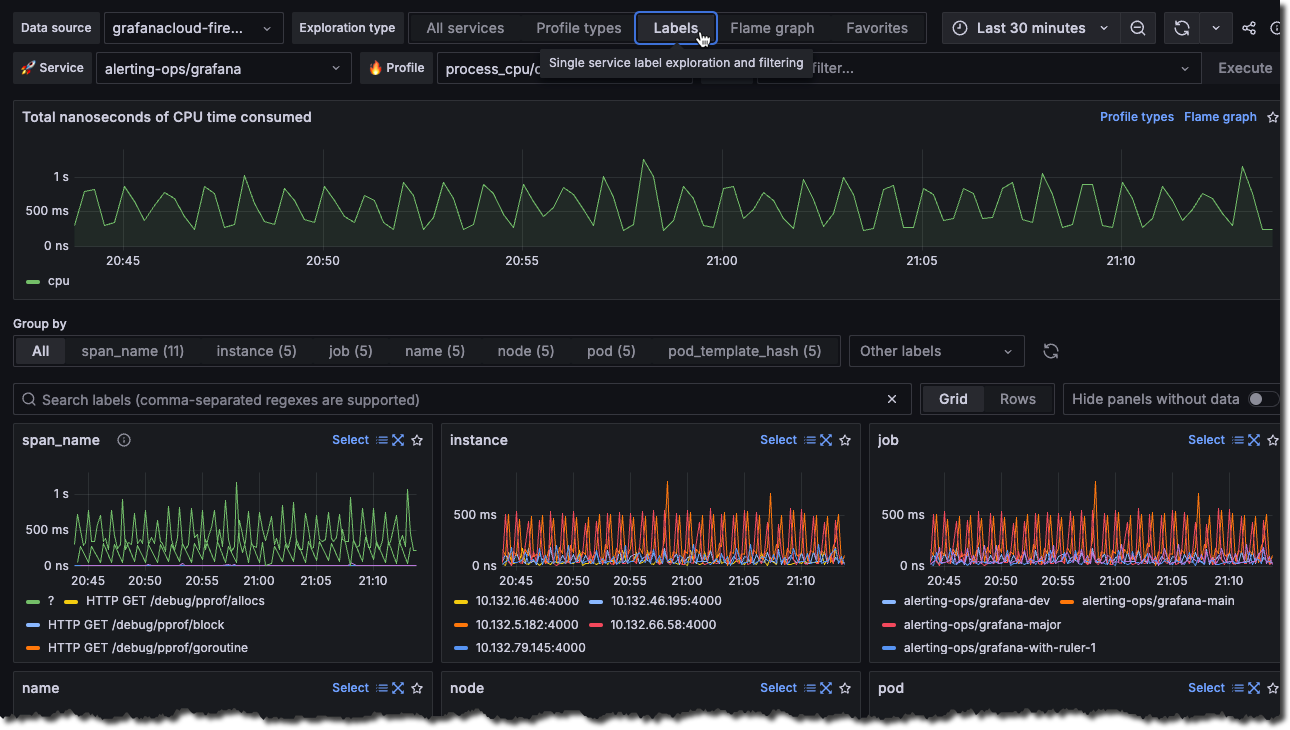 Data source grafanacloud-fire... Exploration type All services Profile types Labels Flame graph Favorites Last 30 minutes
Service alerting-ops/grafana Profile process_cpu/ Single service label exploration and filtering filter... Execute
Total nanoseconds of CPU time consumed Profile types Flame graph
1 s
500 ms
0 ns
20:45 20:50 20:55 21:00 21:05 21:10
cpu
Group by
All span_name (11) instance (5) job (5) name (5) node (5) pod (5) pod_template_hash (5) Other labels
Search labels (comma-separated regexes are supported) Grid Rows Hide panels without data
span_name Select
1 s
500 ms
0 ns
20:45 20:50 20:55 21:00 21:05 21:10
? HTTP GET /debug/pprof/allocs
HTTP GET /debug/pprof/block
HTTP GET /debug/pprof/goroutine
instance Select
500 ms
0 ns
20:45 20:50 20:55 21:00 21:05 21:10
10.132.16.46:4000 10.132.46.195:4000
10.132.5.182:4000 10.132.66.58:4000
10.132.79.145:4000
job Select
500 ms
0 ns
20:45 20:50 20:55 21:00 21:05 21:10
alerting-ops/grafana-dev alerting-ops/grafana-main
alerting-ops/grafana-major
alerting-ops/grafana-with-ruler-1
name Select
node Select
pod Select